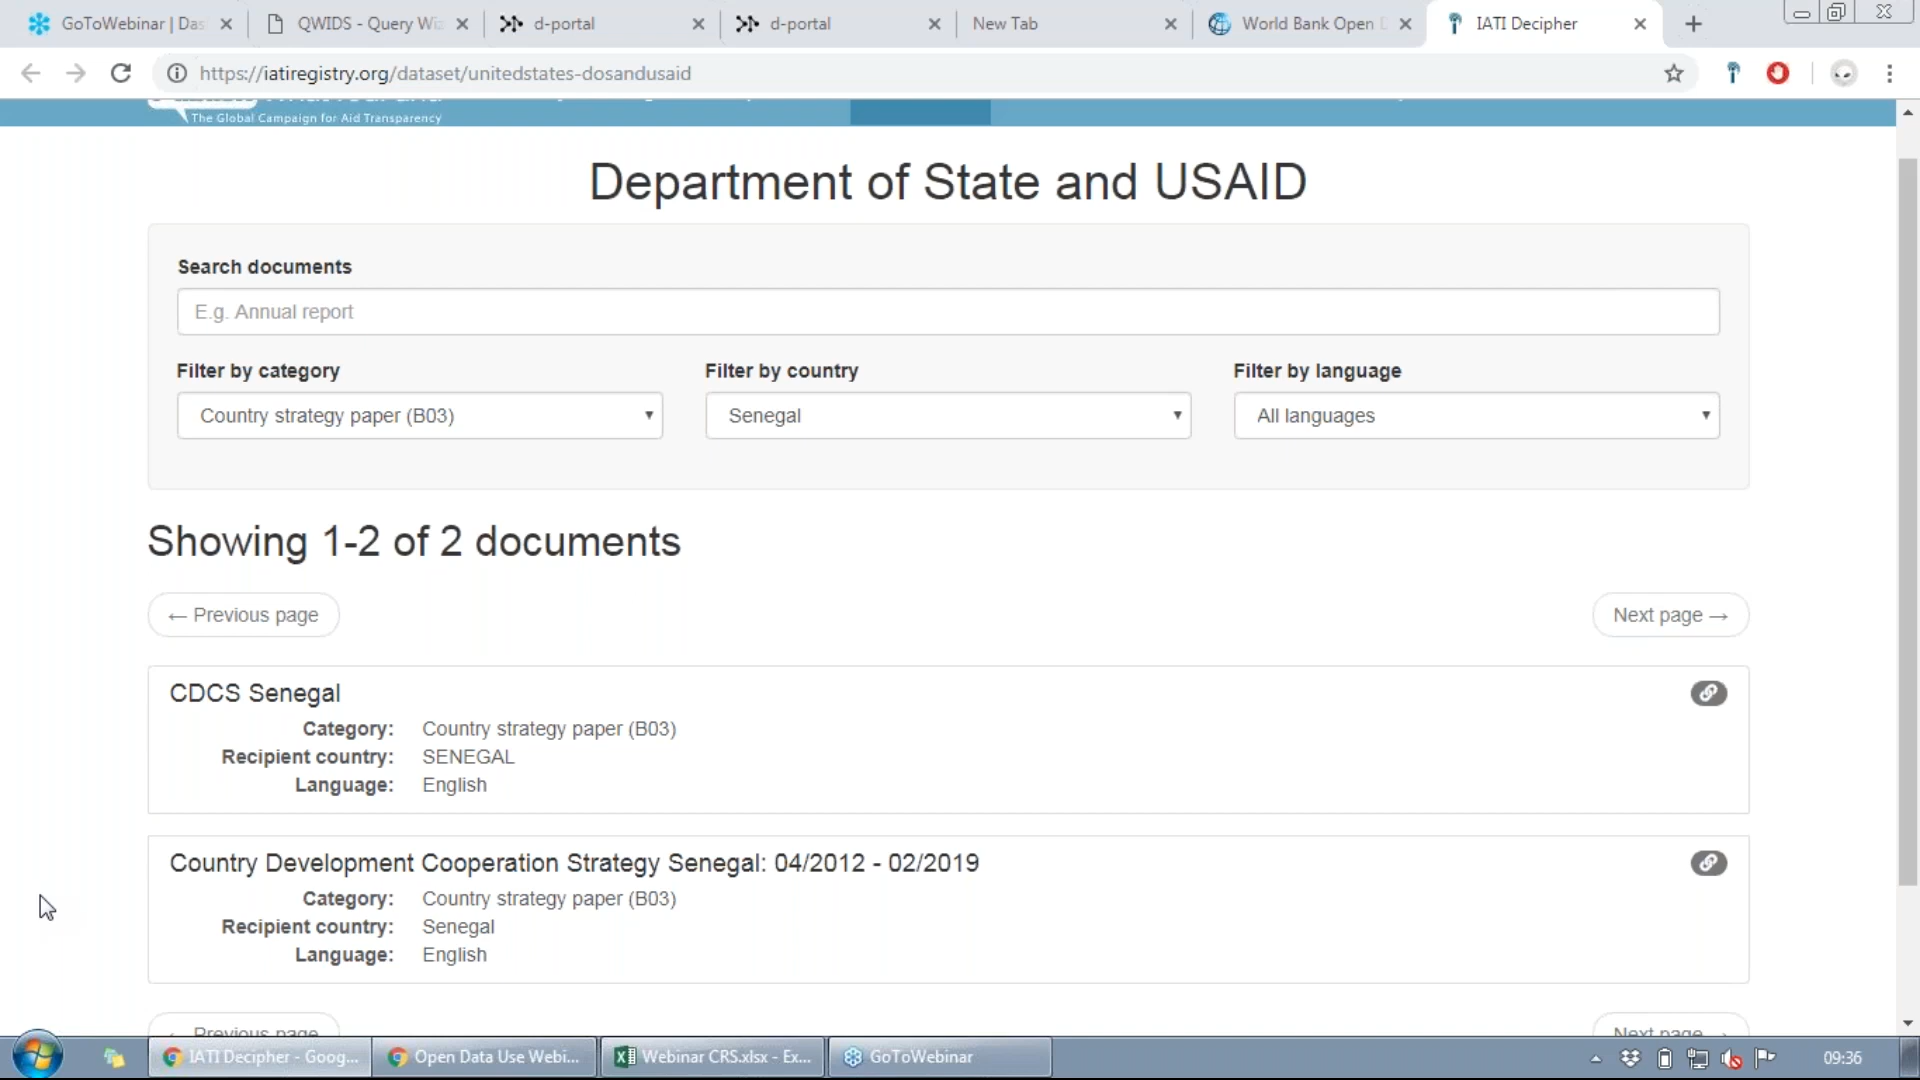 GoToWebinar | Das
QWIDS - Query Wiz
d-portal
d-portal
New Tab
World Bank Open D
IATI Decipher
https://iatiregistry.org/dataset/unitedstates-dosandusaid
The Global Campaign for Aid Transparency
Department of State and USAID
Search documents
E.g. Annual report
Filter by category
Filter by country
Filter by language
Country strategy paper (B03)
Senegal
All languages
Showing 1-2 of 2 documents
← Previous page
Next page →
CDCS Senegal
Category: Country strategy paper (B03)
Recipient country: SENEGAL
Language: English
Country Development Cooperation Strategy Senegal: 04/2012 - 02/2019
Category: Country strategy paper (B03)
Recipient country: Senegal
Language: English
← Previous page
Next page →
IATI Decipher - Goog...
Open Data Use Webi...
Webinar CRS.xlsx - Ex...
GoToWebinar
09:36